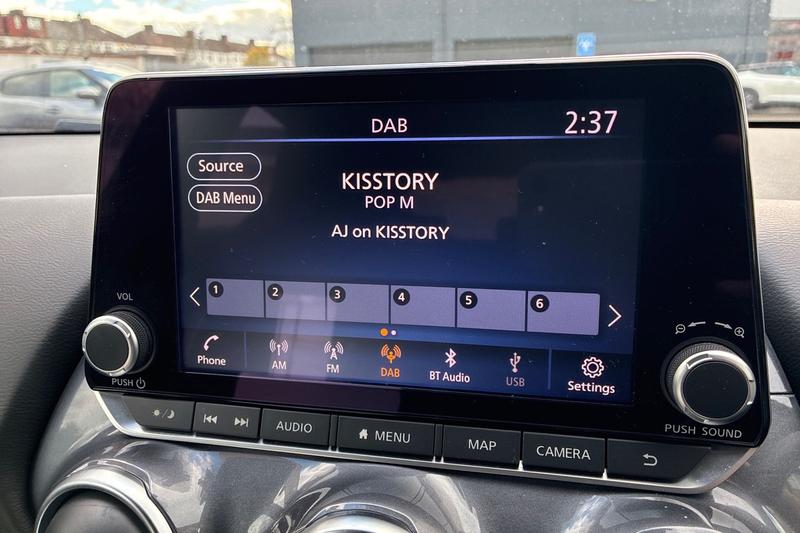 DAB
2:37
Source
KISSTORY
DAB Menu
POP M
AJ on KISSTORY
1 2 3 4 5 6
VOL
PUSH
Phone
AM
FM
DAB
BT Audio
USB
Settings
PUSH SOUND
AUDIO
MENU
MAP
CAMERA